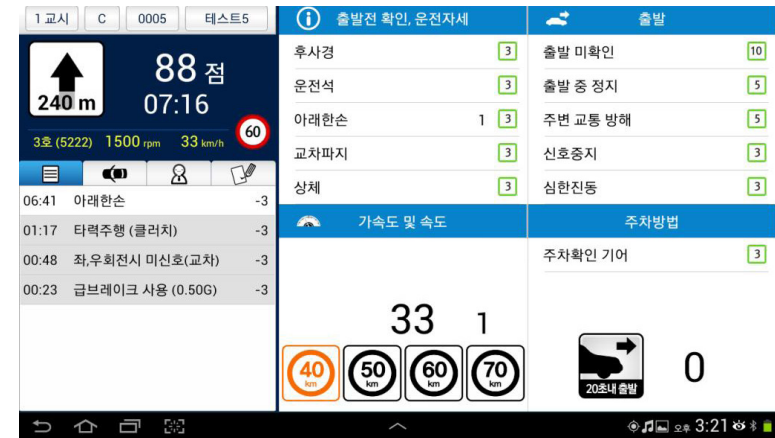 1 교시 C 0005 테스트5
240 m
88 점
07:16
3호 (5222) 1500 rpm 33 km/h 60
06:41 아래한손 -3
01:17 타력주행 (클러치) -3
00:48 좌,우회전시 미신호(교차) -3
00:23 급브레이크 사용 (0.50G) -3
출발전 확인, 운전자세
후사경 3
운전석 3
아래한손 1 3
교차파지 3
상체 3
출발
출발 미확인 10
출발 중 정지 5
주변 교통 방해 5
신호중지 3
심한진동 3
가속도 및 속도
33 1
40 km 50 km 60 km 70 km
주차방법
주차확인 기어 3
20초내 출발 0
오후 3:21